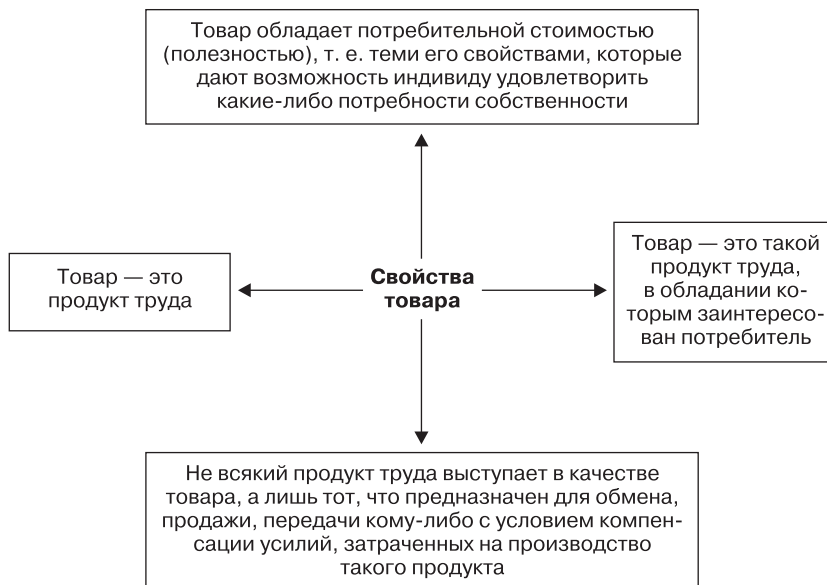 Товар обладает потребительной стоимостью
(полезностью), т. е. теми его свойствами, которые
дают возможность индивиду удовлетворить
какие-либо потребности собственности
Товар — это
продукт труда
Свойства
товара
Товар — это такой
продукт труда,
в обладании ко-
торым заинтересо-
ван потребитель
Не всякий продукт труда выступает в качестве
товара, а лишь тот, что предназначен для обмена,
продажи, передачи кому-либо с условием компен-
сации усилий, затраченных на производство
такого продукта